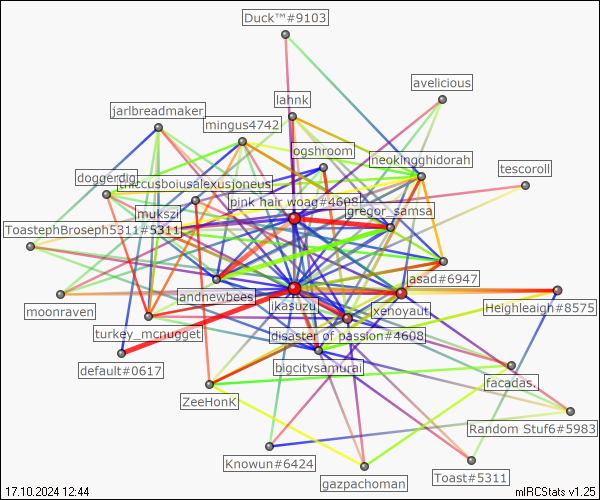 Duck™#9103
avelicious
lahnk
jarlbreadmaker
mingus4742
ogshroom
neokingghidorah
tescoroll
doggerdig
thiccusboiusalexusjoneus
pink hair woag#4608
mukszil
gregor_samsa
ToastephBroseph5311#5311
asad#6947
andnewbees
ikasuzu
xenoyaut
Heighleaigh#8575
moonraven
turkey_mcnugget
disaster of passion#4608
default#0617
bigcitysamurai
facadas.
ZeeHonK
Random Stuf6#5983
Knowun#6424
gazpachoman
Toast#5311
17.10.2024 12:44
mIRCStats v1.25